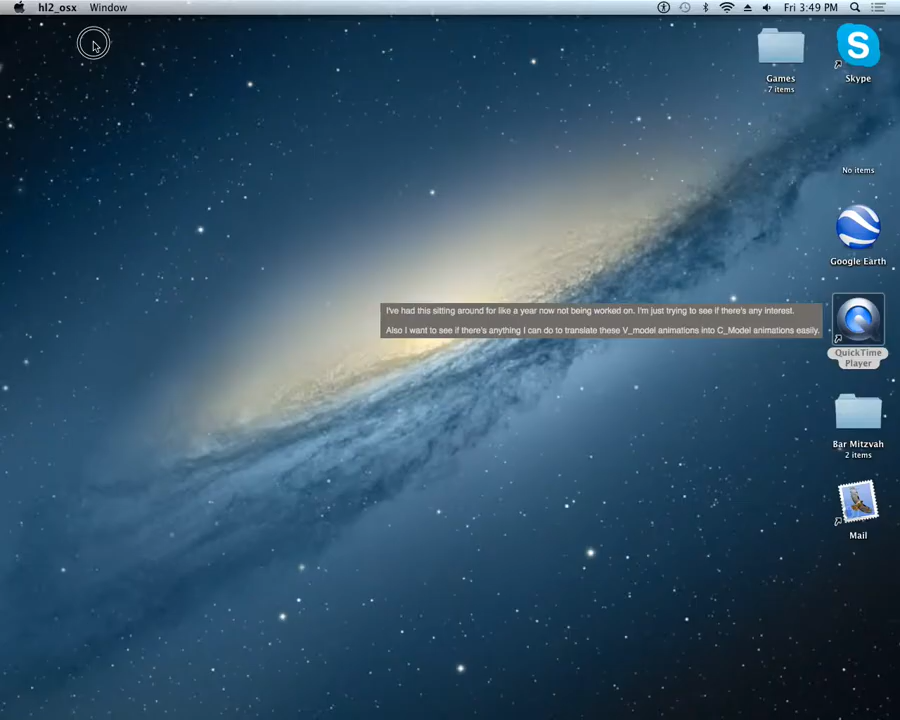 hl2_osx Window Fri 3:49 PM
Games
7 items
Skype
No items
Google Earth
I've had this sitting around for like a year now not being worked on. I'm just trying to see if there's any interest.
Also I want to see if there's anything I can do to translate these V_model animations into C_Model animations easily.
QuickTime
Player
Bar Mitzvah
2 items
Mail